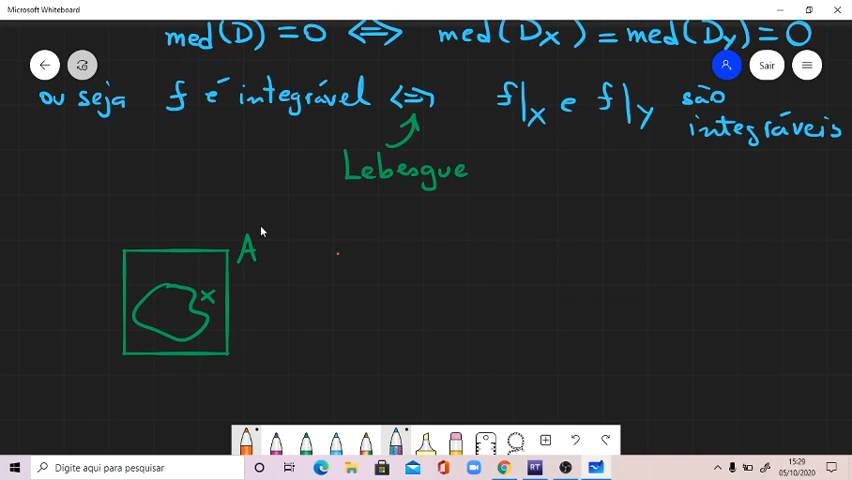 Microsoft Whiteboard
med(D) = 0 ⟺ med(Dx) = med(Dy) = 0
Sair
ou seja f é integrável ⟺ f|X e f|Y são
integráveis
Lebesgue
A
X
Digite aqui para pesquisar
RT
15:29
05/10/2020